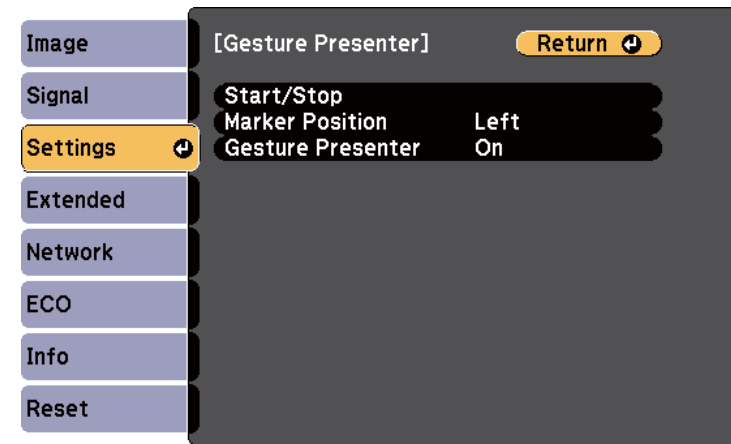 Image
Signal
Settings
Extended
Network
ECO
Info
Reset
[Gesture Presenter]
Return
Start/Stop
Marker Position Left
Gesture Presenter On